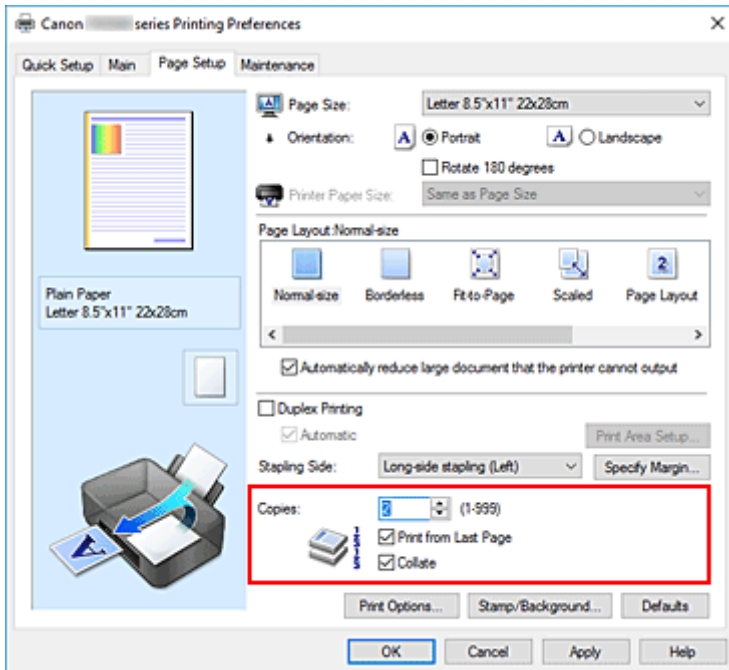 Canon series Printing Preferences
Quick Setup Main Page Setup Maintenance
Page Size: Letter 8.5"x11" 22x28cm
Orientation: A Portrait A Landscape
Rotate 180 degrees
Printer Paper Size: Same as Page Size
Page Layout:Normal-size
2
Normal-size Borderless Fit-to-Page Scaled Page Layout
Plain Paper
Letter 8.5"x11" 22x28cm
Automatically reduce large document that the printer cannot output
Duplex Printing
Automatic Print Area Setup...
Stapling Side: Long-side stapling (Left) Specify Margin...
Copies: 2 (1-999)
Print from Last Page
Collate
A
Print Options... Stamp/Background... Defaults
OK Cancel Apply Help